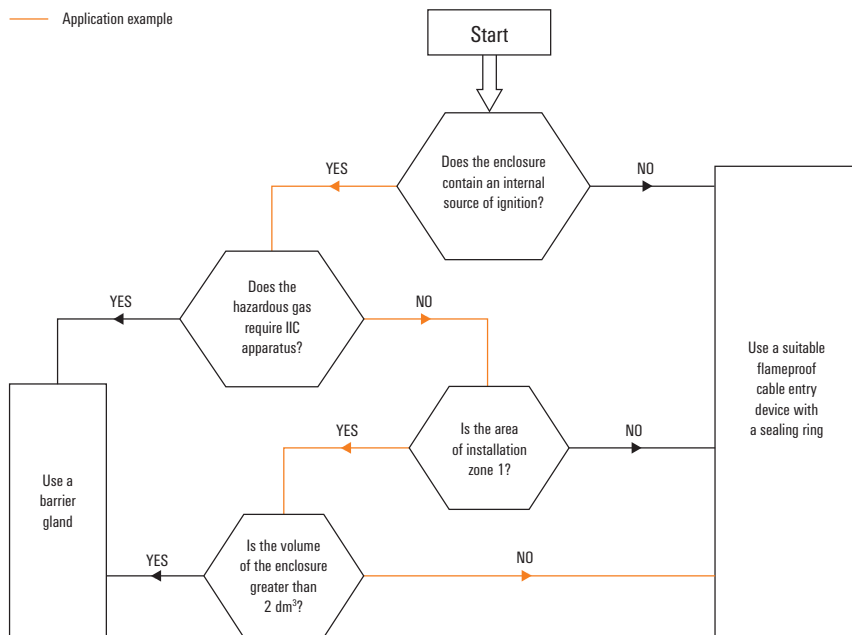 Application example
Start
Does the enclosure
contain an internal
source of ignition?
YES
NO
Does the
hazardous gas
require IIC
apparatus?
YES
NO
Use a suitable
flameproof
cable entry
device with
a sealing ring
Is the area
of installation
zone 1?
YES
NO
Use a
barrier
gland
Is the volume
of the enclosure
greater than
2 dm³?
YES
NO